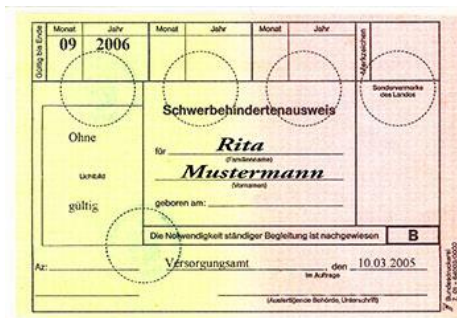 Gültig bis Ende
Monat Jahr Monat Jahr Monat Jahr
09 2006
Merkzeichen
Sondervermerke
des Landes
Schwerbehindertenausweis
Ohne
Lichtbild
gültig
für Rita
(Familienname)
Mustermann
(Vornamen)
geboren am:
Die Notwendigkeit ständiger Begleitung ist nachgewiesen B
Az: Versorgungsamt , den 10.03.2005
Im Auftrage
(Ausfertigende Behörde, Unterschrift)
Bundesdruckerei